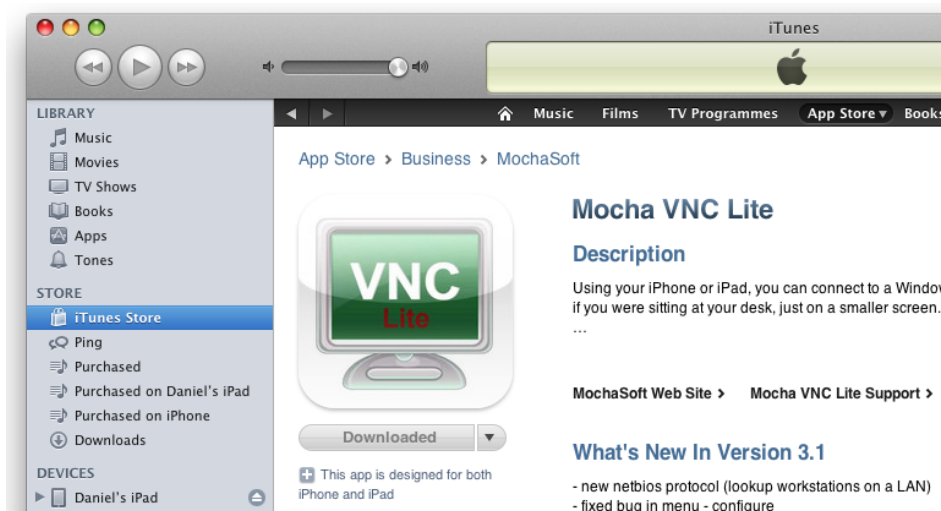 iTunes
LIBRARY
Music
Movies
TV Shows
Books
Apps
Tones
STORE
iTunes Store
Ping
Purchased
Purchased on Daniel's iPad
Purchased on iPhone
Downloads
DEVICES
Daniel's iPad
Music Films TV Programmes App Store Books
App Store > Business > MochaSoft
VNC
Lite
Downloaded
This app is designed for both
iPhone and iPad
Mocha VNC Lite
Description
Using your iPhone or iPad, you can connect to a Window
if you were sitting at your desk, just on a smaller screen.
...
MochaSoft Web Site > Mocha VNC Lite Support >
What's New In Version 3.1
- new netbios protocol (lookup workstations on a LAN)
- fixed bug in menu - configure